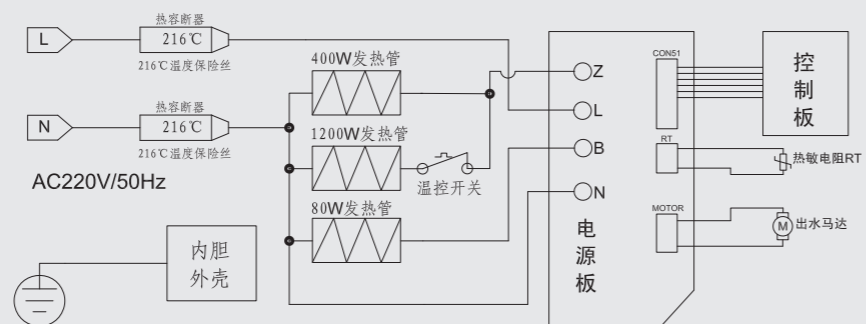 热容断器
L
216℃
216℃温度保险丝
热容断器
N
216℃
216℃温度保险丝
AC220V/50Hz
400W发热管
1200W发热管
温控开关
80W发热管
内胆
外壳
Z
L
B
N
电源板
CON51
RT
MOTOR
控制板
热敏电阻RT
M
出水马达